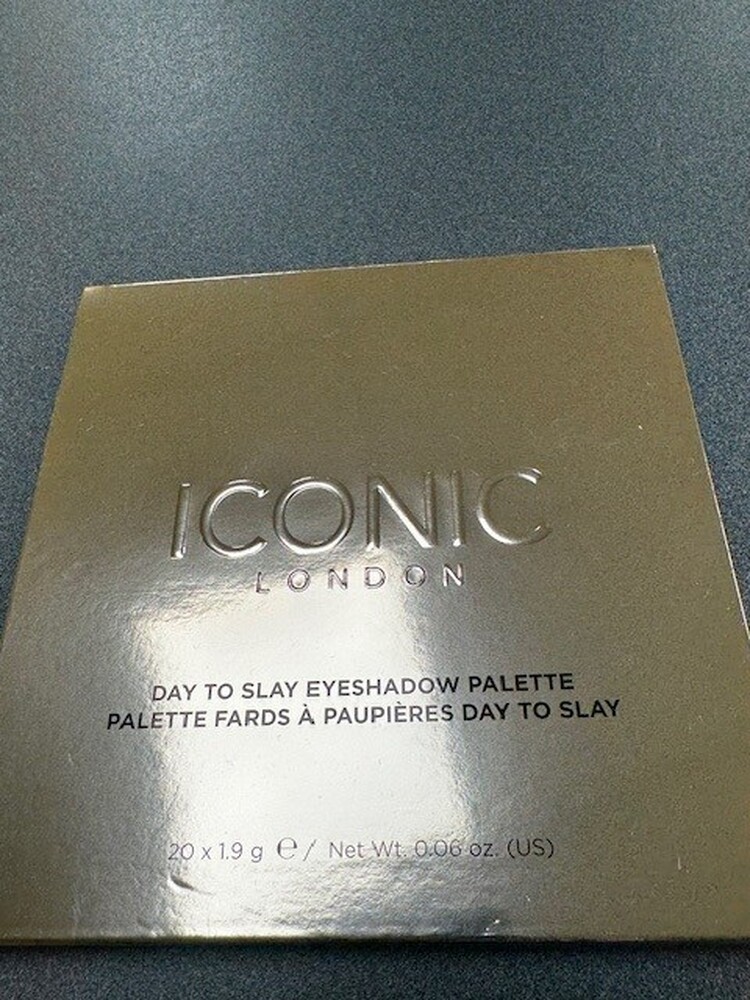 ICONIC
LONDON
DAY TO SLAY EYESHADOW PALETTE
PALETTE FARDS À PAUPIÈRES DAY TO SLAY
20 x 1.9 g ℮ / Net Wt. 0.06 oz. (US)